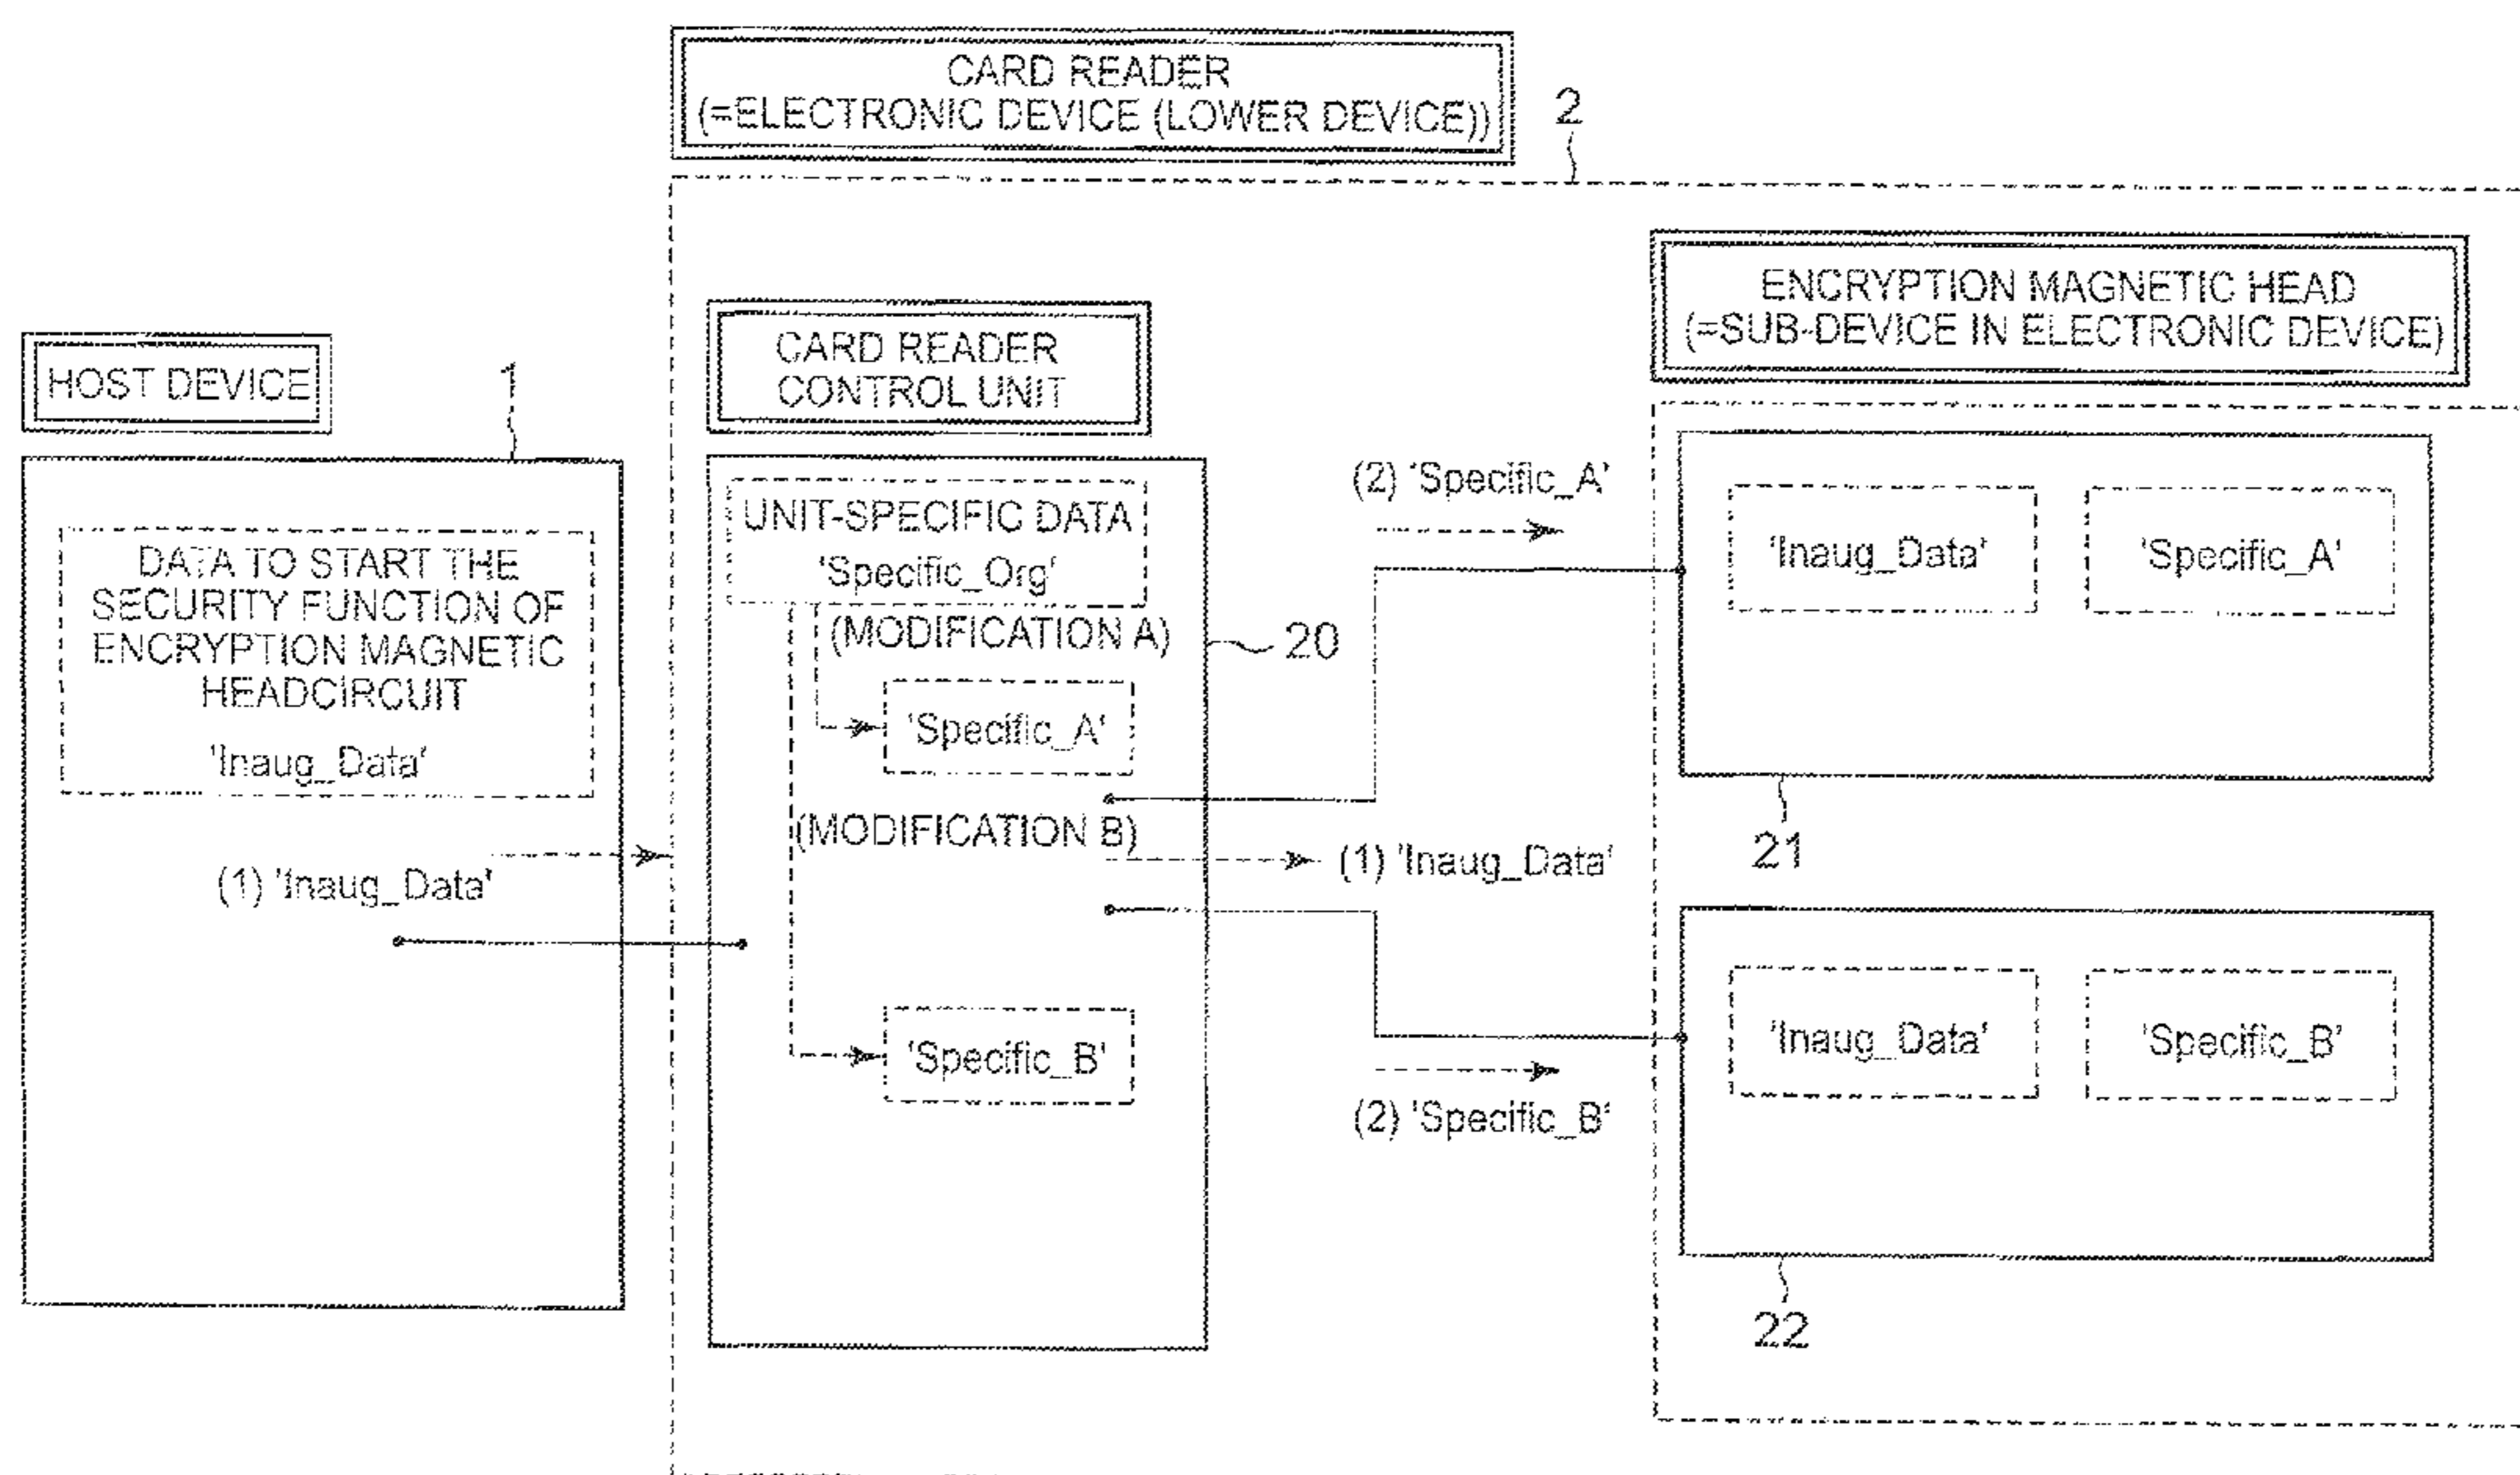 CARD READER
(=ELECTRONIC DEVICE (LOWER DEVICE))
2
ENCRYPTION MAGNETIC HEAD
(=SUB-DEVICE IN ELECTRONIC DEVICE)
HOST DEVICE
1
CARD READER
CONTROL UNIT
DATA TO START THE
SECURITY FUNCTION OF
ENCRYPTION MAGNETIC
HEADCIRCUIT
'Inaug_Data'
(1) 'Inaug_Data'
UNIT-SPECIFIC DATA
'Specific_Org'
(MODIFICATION A)
20
'Specific_A'
(MODIFICATION B)
(1) 'Inaug_Data'
'Specific_B'
(2) 'Specific_A'
(2) 'Specific_B'
'Inaug_Data'
'Specific_A'
21
'Inaug_Data'
'Specific_B'
22